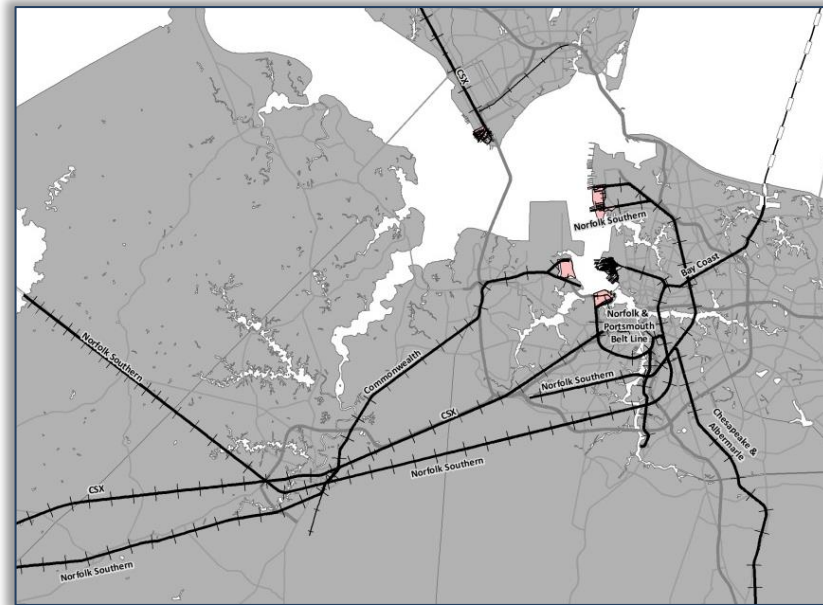 CSX
Norfolk Southern
Bay Coast
Norfolk &
Portsmouth
Belt Line
Norfolk Southern
Commonwealth
CSX
Norfolk Southern
Chesapeake &
Albermarle
Norfolk Southern
CSX
Norfolk Southern